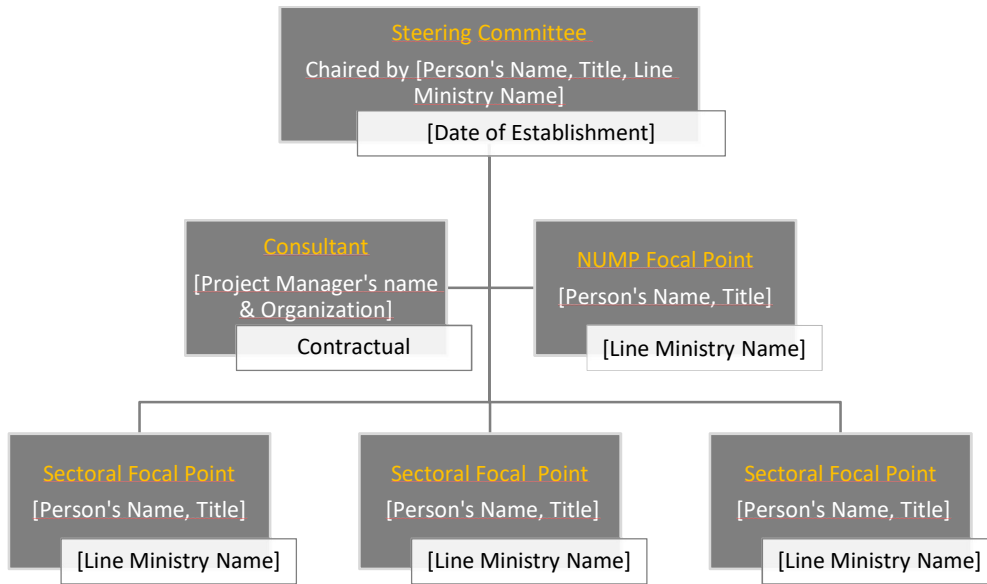 Steering Committee
Chaired by [Person's Name, Title, Line
Ministry Name]
[Date of Establishment]
Consultant
[Project Manager's name
& Organization]
Contractual
NUMP Focal Point
[Person's Name, Title]
[Line Ministry Name]
Sectoral Focal Point
[Person's Name, Title]
[Line Ministry Name]
Sectoral Focal  Point
[Person's Name, Title]
[Line Ministry Name]
Sectoral Focal Point
[Person's Name, Title]
[Line Ministry Name]